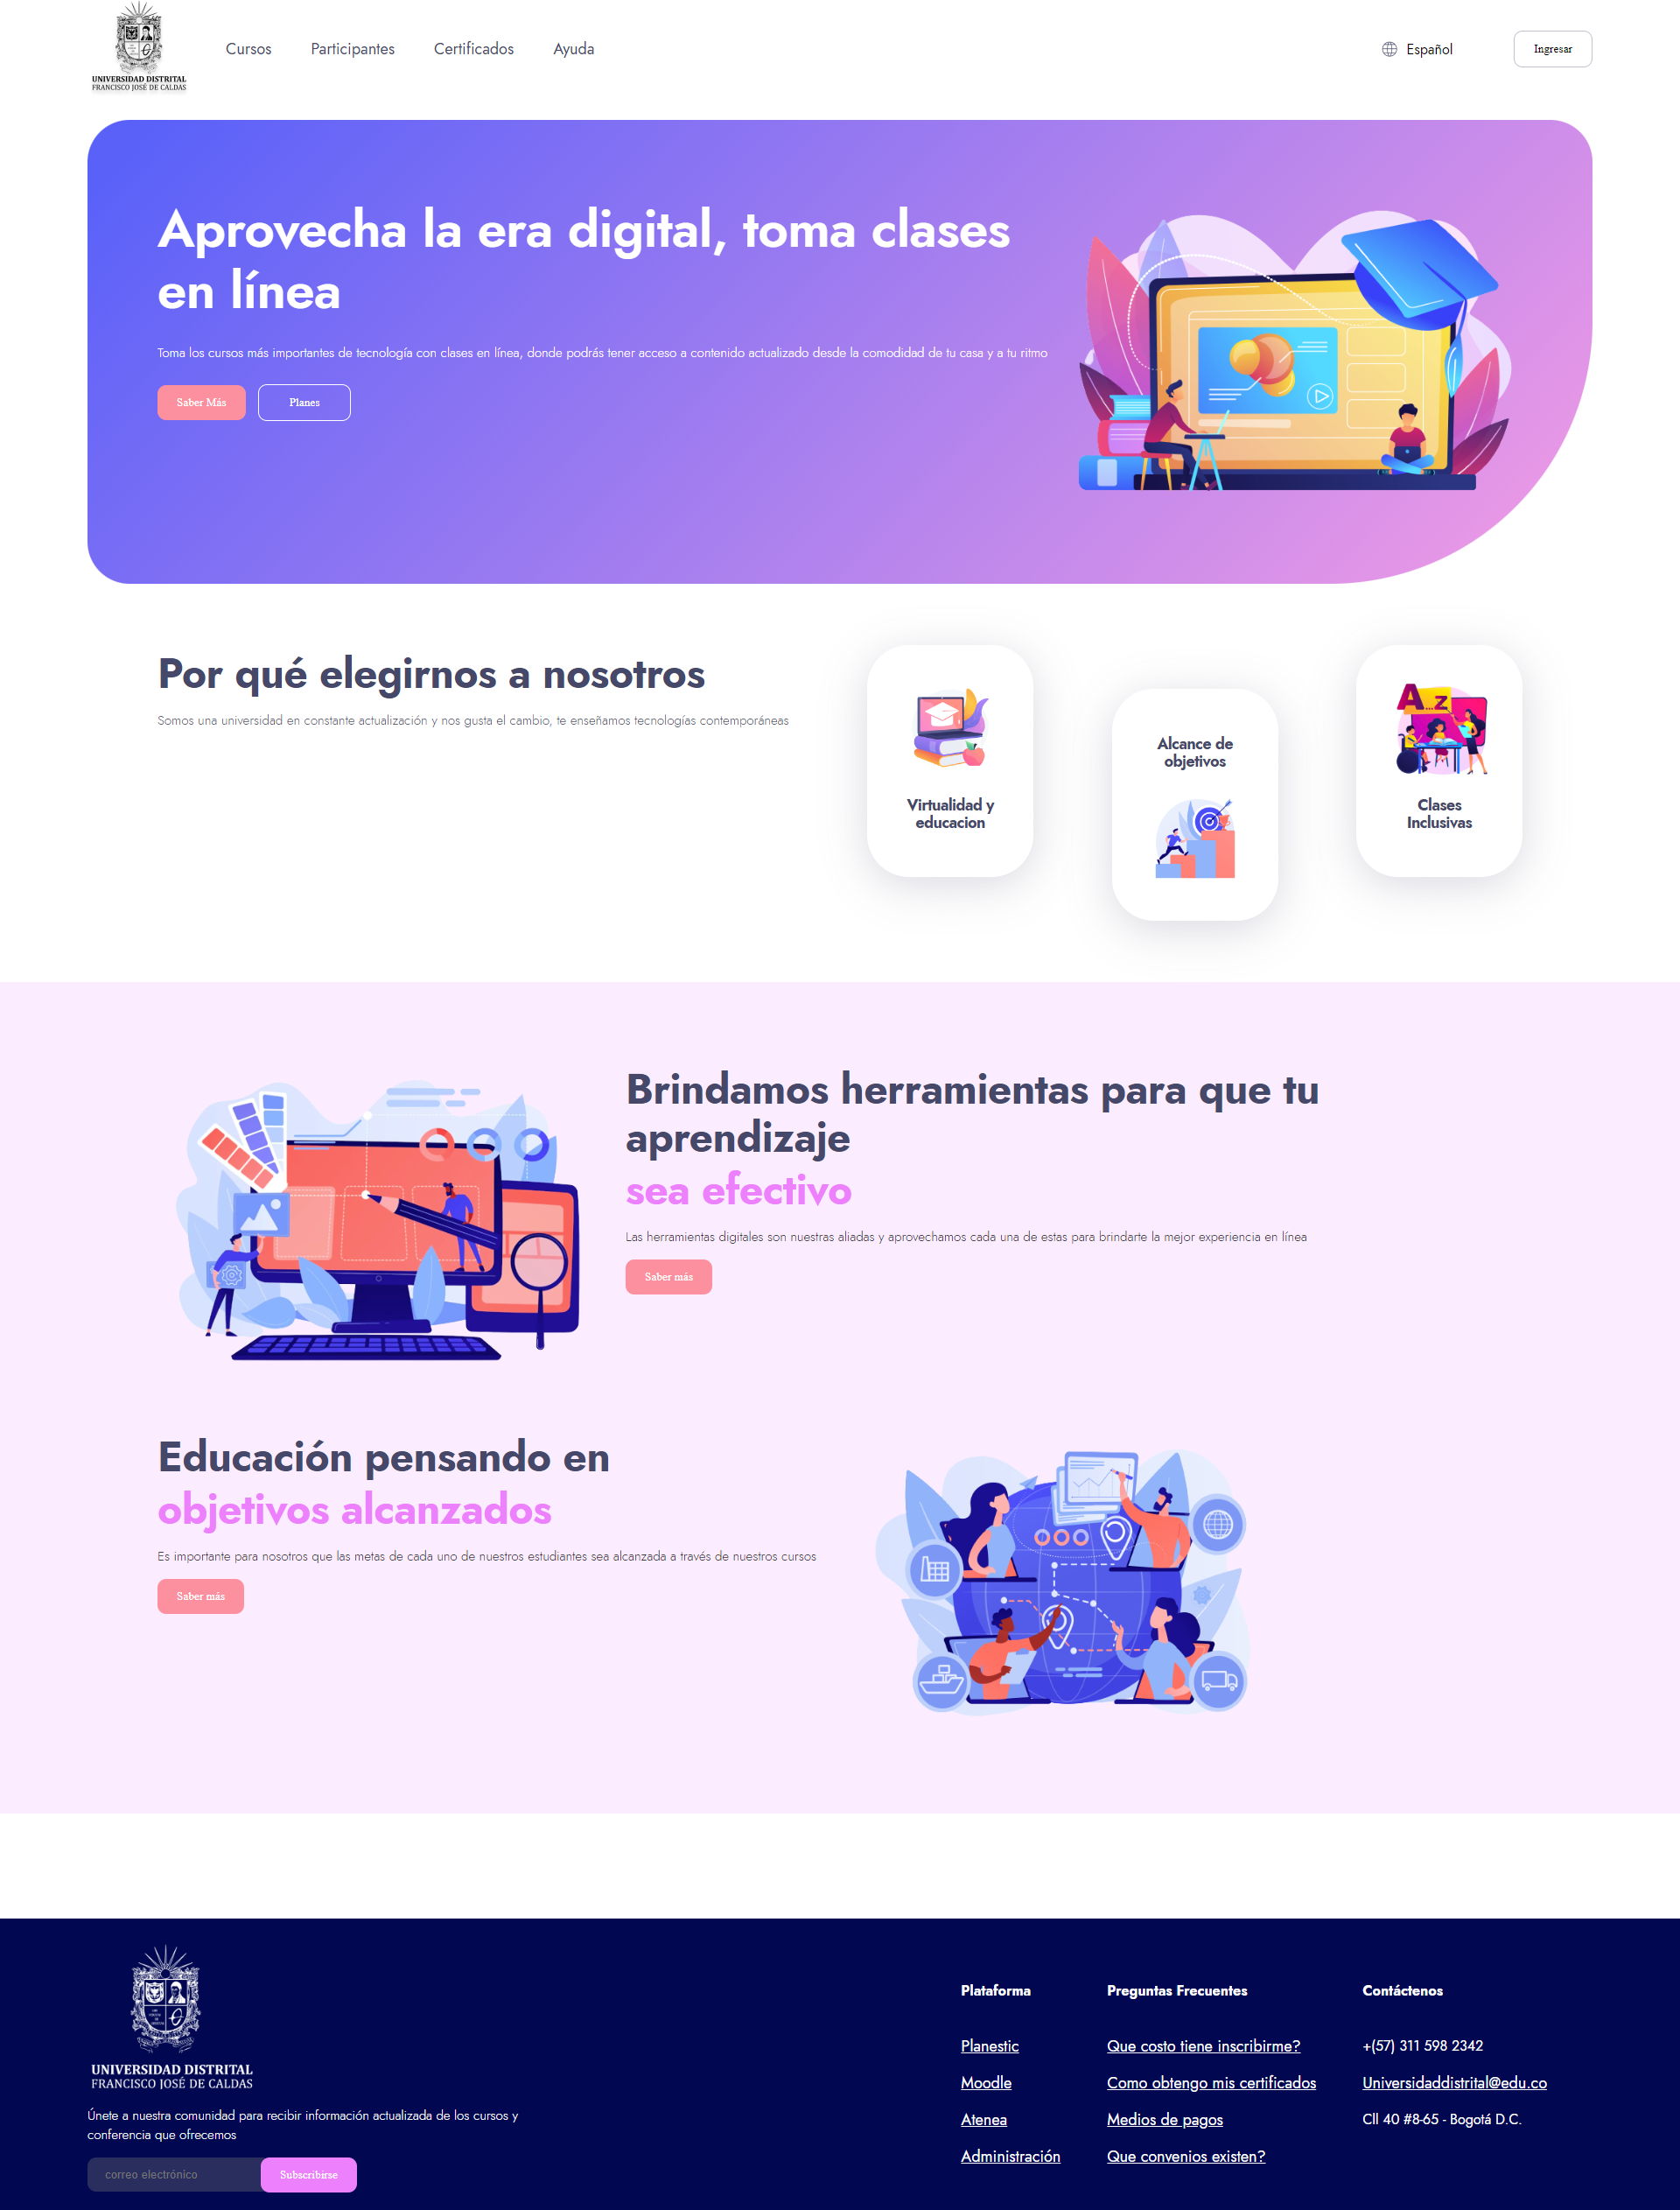 UNIVERSIDAD DISTRITAL
FRANCISCO JOSÉ DE CALDAS
Cursos
Participantes
Certificados
Ayuda
Español
Ingresar
Aprovecha la era digital, toma clases
en línea
Toma los cursos más importantes de tecnología con clases en línea, donde podrás tener acceso a contenido actualizado desde la comodidad de tu casa y a tu ritmo
Saber Más
Planes
Por qué elegirnos a nosotros
Somos una universidad en constante actualización y nos gusta el cambio, te enseñamos tecnologías contemporáneas
Virtualidad y
educacion
Alcance de
objetivos
A...Z
Clases
Inclusivas
Brindamos herramientas para que tu
aprendizaje
sea efectivo
Las herramientas digitales son nuestras aliadas y aprovechamos cada una de estas para brindarte la mejor experiencia en línea
Saber más
Educación pensando en
objetivos alcanzados
Es importante para nosotros que las metas de cada uno de nuestros estudiantes sea alcanzada a través de nuestros cursos
Saber más
UNIVERSIDAD DISTRITAL
FRANCISCO JOSÉ DE CALDAS
Únete a nuestra comunidad para recibir información actualizada de los cursos y
conferencia que ofrecemos
correo electrónico
Subscribirse
Plataforma
Planestic
Moodle
Atenea
Administración
Preguntas Frecuentes
Que costo tiene inscribirme?
Como obtengo mis certificados
Medios de pagos
Que convenios existen?
Contáctenos
+(57) 311 598 2342
Universidaddistrital@edu.co
Cll 40 #8-65 - Bogotá D.C.